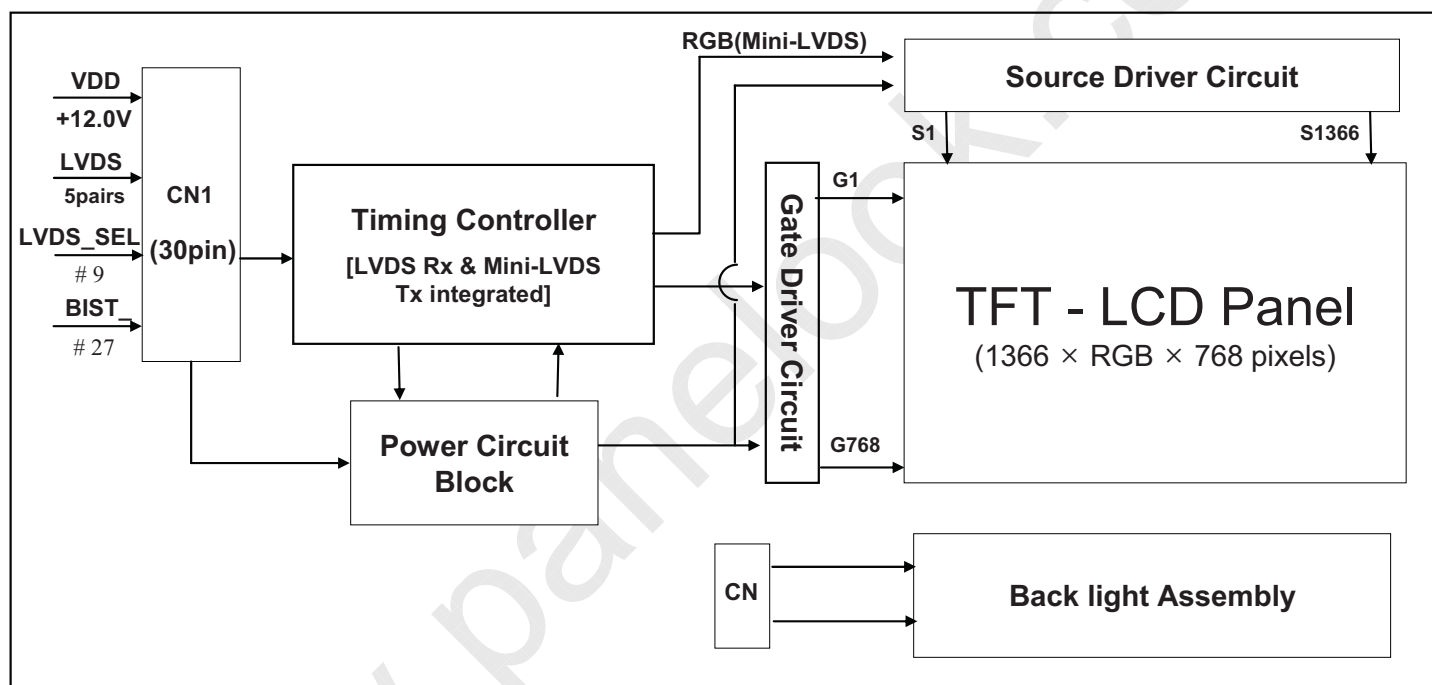 RGB(Mini-LVDS)
Source Driver Circuit
S1
S1366
VDD
+12.0V
LVDS
5pairs
LVDS_SEL
# 9
BIST_
# 27
CN1
(30pin)
Timing Controller
[LVDS Rx & Mini-LVDS
Tx integrated]
Power Circuit
Block
Gate Driver Circuit
G1
G768
TFT - LCD Panel
(1366 × RGB × 768 pixels)
CN
Back light Assembly
panelook.c